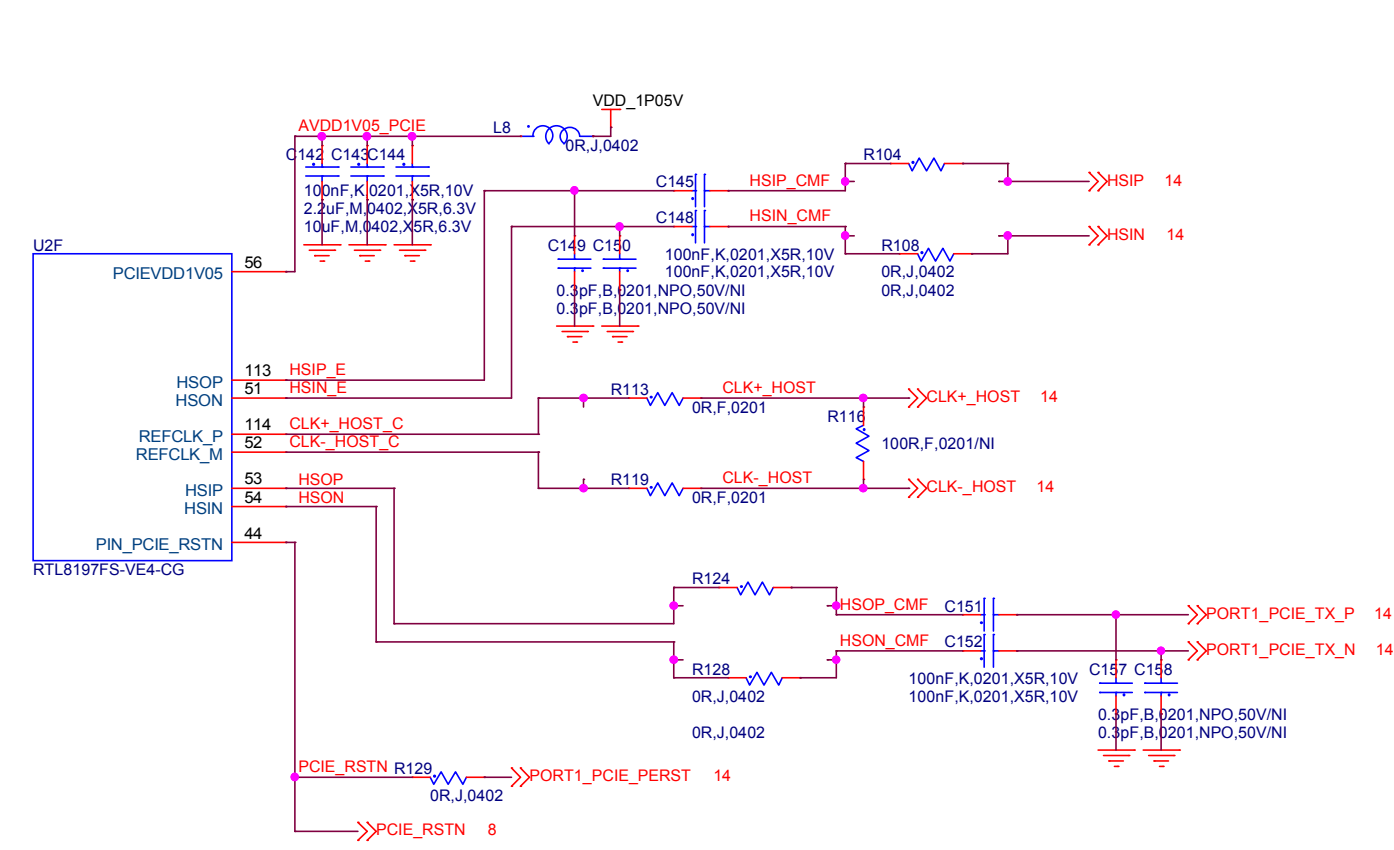 VDD_1P05V
AVDD1V05_PCIE
L8
0R,J,0402
C142
C143
C144
100nF,K,0201,X5R,10V
2.2uF,M,0402,X5R,6.3V
10uF,M,0402,X5R,6.3V
R104
C145
HSIP_CMF
HSIP 14
C148
HSIN_CMF
HSIN 14
C149
C150
100nF,K,0201,X5R,10V
100nF,K,0201,X5R,10V
R108
0R,J,0402
0R,J,0402
0.3pF,B,0201,NPO,50V/NI
0.3pF,B,0201,NPO,50V/NI
U2F
PCIEVDD1V05
56
HSOP
113
HSIP_E
HSON
51
HSIN_E
REFCLK_P
114
CLK+_HOST_C
REFCLK_M
52
CLK-_HOST_C
HSIP
53
HSOP
HSIN
54
HSON
PIN_PCIE_RSTN
44
RTL8197FS-VE4-CG
R113
0R,F,0201
CLK+_HOST
CLK+_HOST 14
R116
100R,F,0201/NI
R119
0R,F,0201
CLK-_HOST
CLK-_HOST 14
R124
HSOP_CMF
C151
PORT1_PCIE_TX_P 14
HSON_CMF
C152
PORT1_PCIE_TX_N 14
R128
0R,J,0402
0R,J,0402
100nF,K,0201,X5R,10V
100nF,K,0201,X5R,10V
C157
C158
0.3pF,B,0201,NPO,50V/NI
0.3pF,B,0201,NPO,50V/NI
PCIE_RSTN
R129
0R,J,0402
PORT1_PCIE_PERST 14
PCIE_RSTN 8